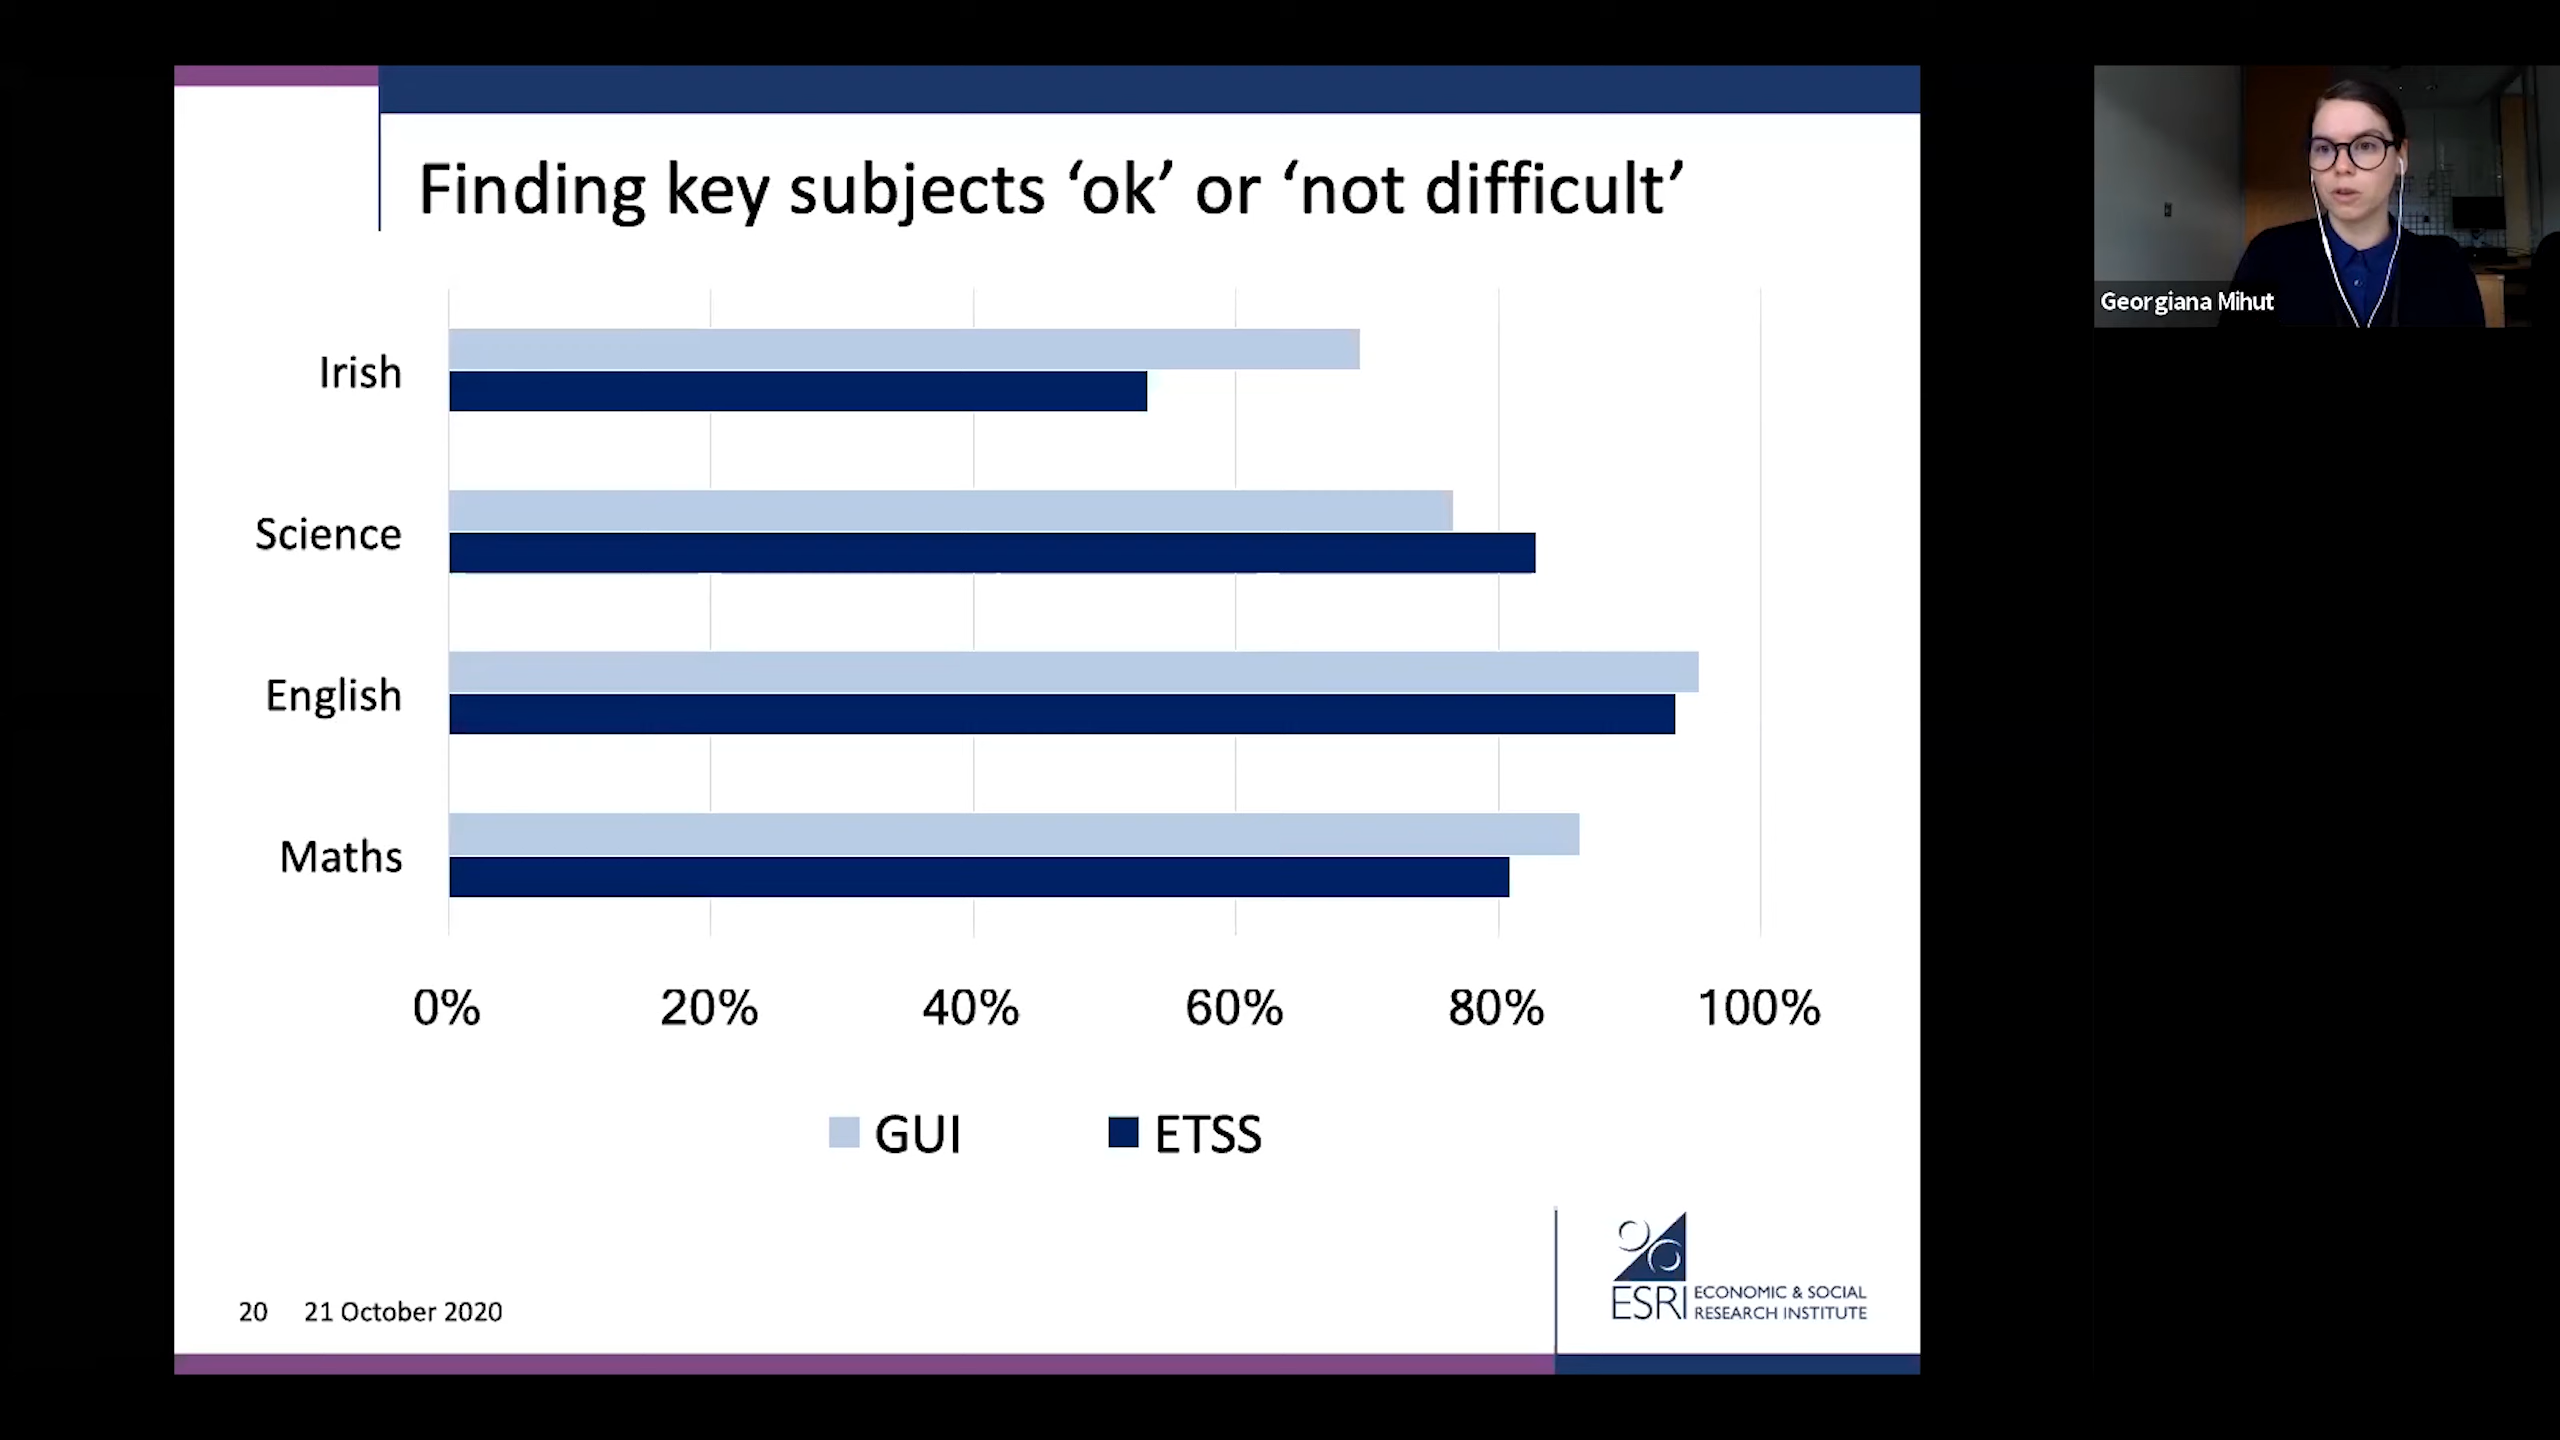 Finding key subjects ‘ok’ or ‘not difficult’
Irish
Science
English
Maths
0% 20% 40% 60% 80% 100%
GUI ETSS
20 21 October 2020
ESRI ECONOMIC & SOCIAL
RESEARCH INSTITUTE
Georgiana Mihut